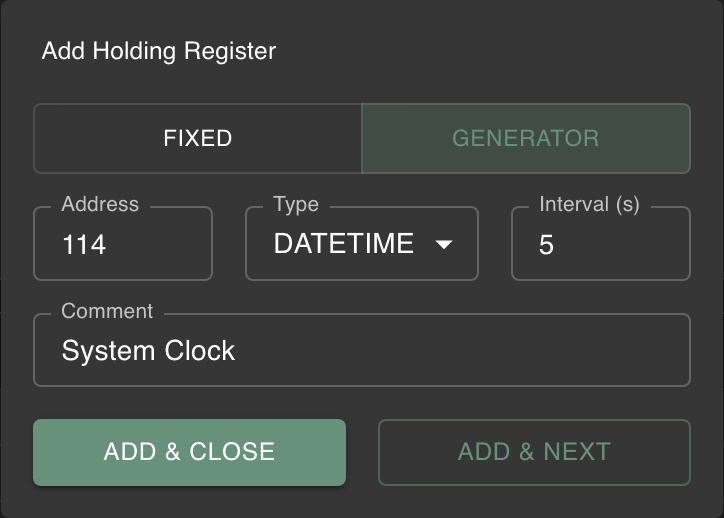 Add Holding Register
FIXED GENERATOR
Address Type Interval (s)
114 DATETIME 5
Comment
System Clock
ADD & CLOSE ADD & NEXT